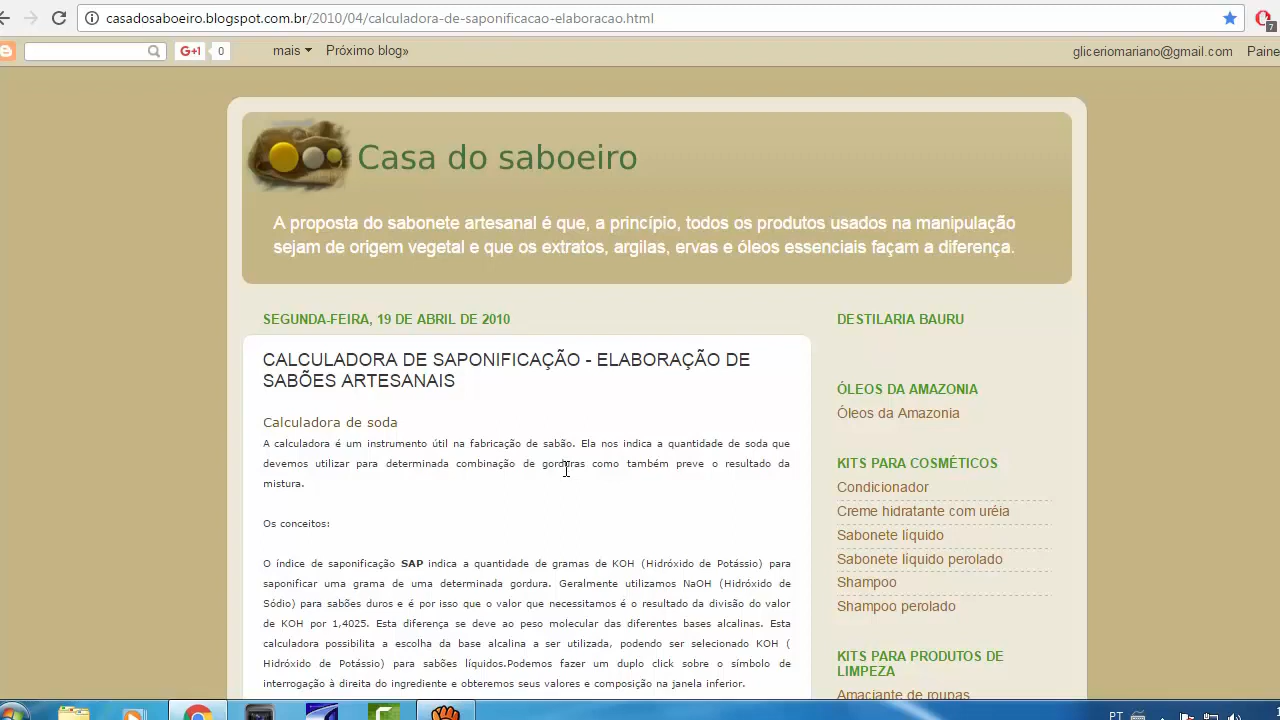 casadosaboeiro.blogspot.com.br/2010/04/calculadora-de-saponificacao-elaboracao.html
7
G+1 0 mais Próximo blog» gliceriomariano@gmail.com Paine
Casa do saboeiro
A proposta do sabonete artesanal é que, a princípio, todos os produtos usados na manipulação
sejam de origem vegetal e que os extratos, argilas, ervas e óleos essenciais façam a diferença.
SEGUNDA-FEIRA, 19 DE ABRIL DE 2010
CALCULADORA DE SAPONIFICAÇÃO - ELABORAÇÃO DE
SABÕES ARTESANAIS
Calculadora de soda
A calculadora é um instrumento útil na fabricação de sabão. Ela nos indica a quantidade de soda que
devemos utilizar para determinada combinação de gorduras como também preve o resultado da
mistura.
Os conceitos:
O índice de saponificação SAP indica a quantidade de gramas de KOH (Hidróxido de Potássio) para
saponificar uma grama de uma determinada gordura. Geralmente utilizamos NaOH (Hidróxido de
Sódio) para sabões duros e é por isso que o valor que necessitamos é o resultado da divisão do valor
de KOH por 1,4025. Esta diferença se deve ao peso molecular das diferentes bases alcalinas. Esta
calculadora possibilita a escolha da base alcalina a ser utilizada, podendo ser selecionado KOH (
Hidróxido de Potássio) para sabões líquidos.Podemos fazer um duplo click sobre o símbolo de
interrogação à direita do ingrediente e obteremos seus valores e composição na janela inferior.
DESTILARIA BAURU
ÓLEOS DA AMAZONIA
Óleos da Amazonia
KITS PARA COSMÉTICOS
Condicionador
Creme hidratante com uréia
Sabonete líquido
Sabonete líquido perolado
Shampoo
Shampoo perolado
KITS PARA PRODUTOS DE
LIMPEZA
Amaciante de roupas
PT